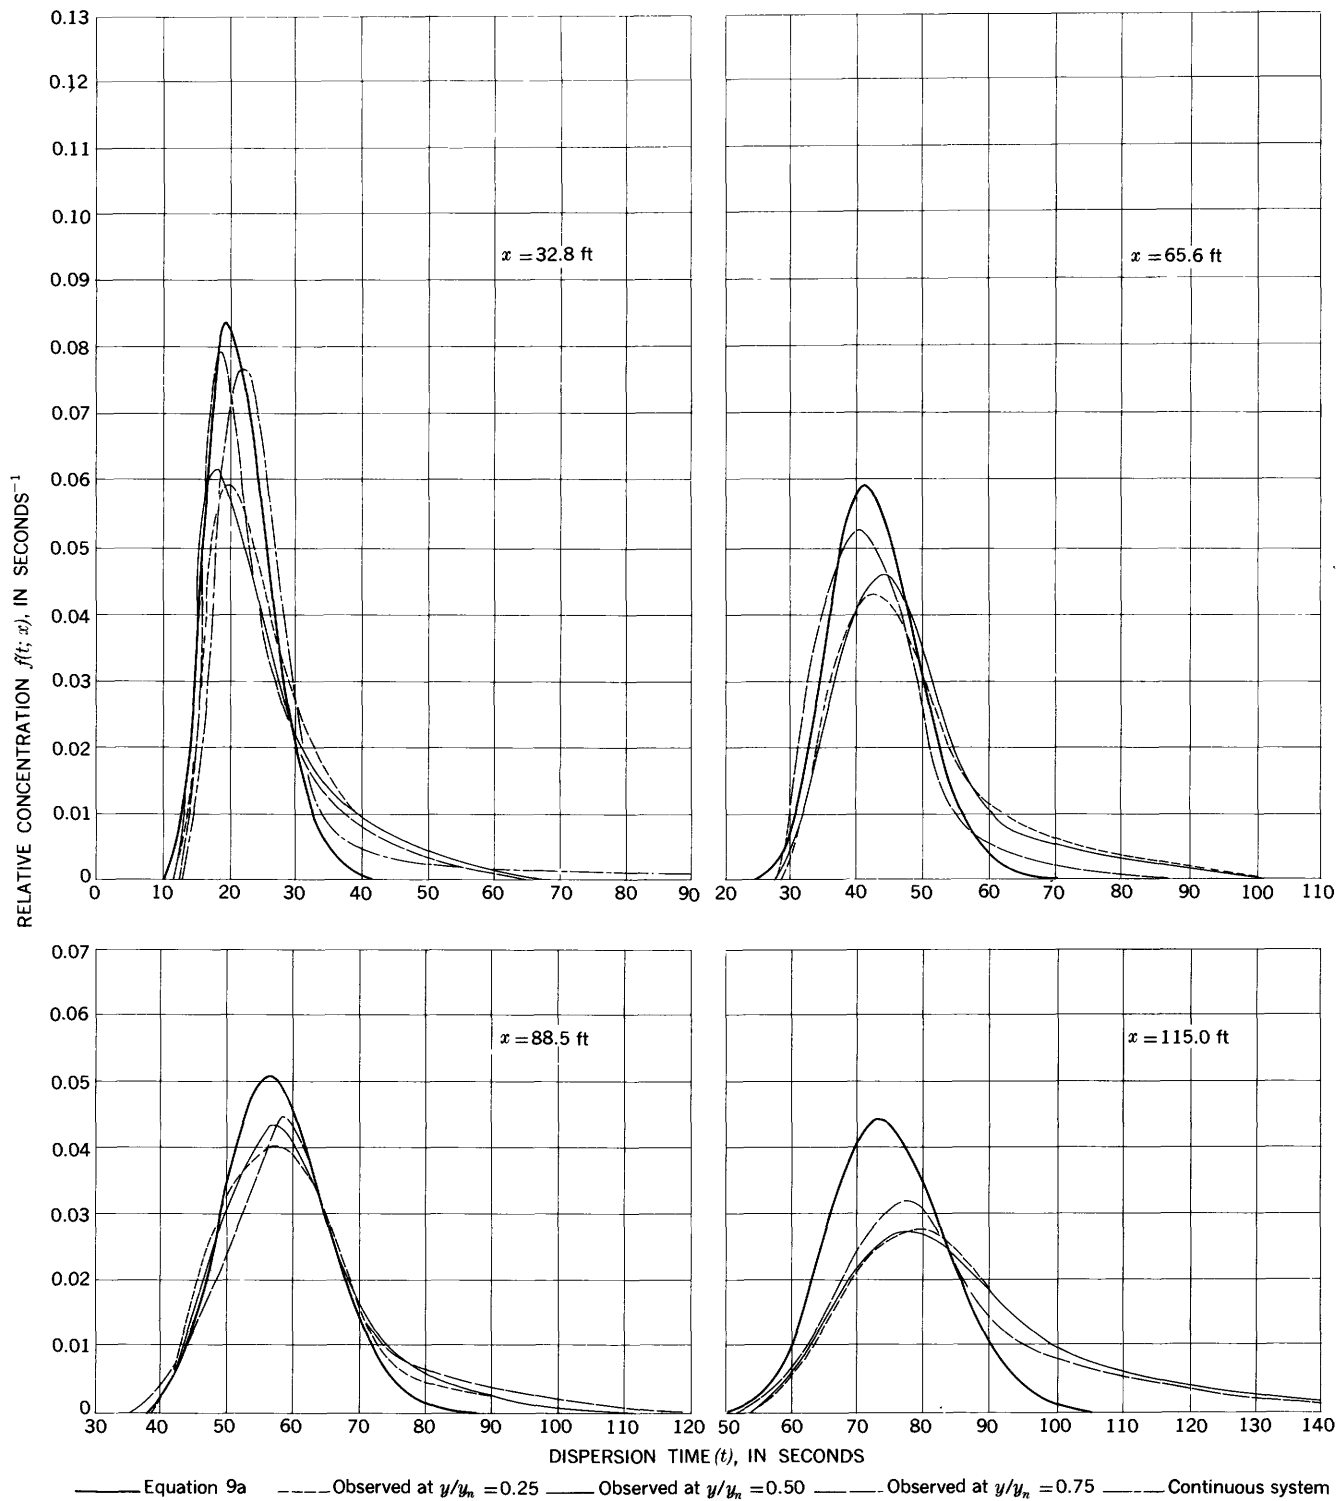 0.13
0.12
0.11
0.10
0.09
0.08
0.07
0.06
0.05
0.04
0.03
0.02
0.01
0
x = 32.8 ft
x = 65.6 ft
0 10 20 30 40 50 60 70 80 90
20 30 40 50 60 70 80 90 100 110
RELATIVE CONCENTRATION f(t; x), IN SECONDS⁻¹
0.07
0.06
0.05
0.04
0.03
0.02
0.01
0
x = 88.5 ft
x = 115.0 ft
30 40 50 60 70 80 90 100 110 120
50 60 70 80 90 100 110 120 130 140
DISPERSION TIME (t), IN SECONDS
Equation 9a Observed at y/yₙ = 0.25 Observed at y/yₙ = 0.50 Observed at y/yₙ = 0.75 Continuous system